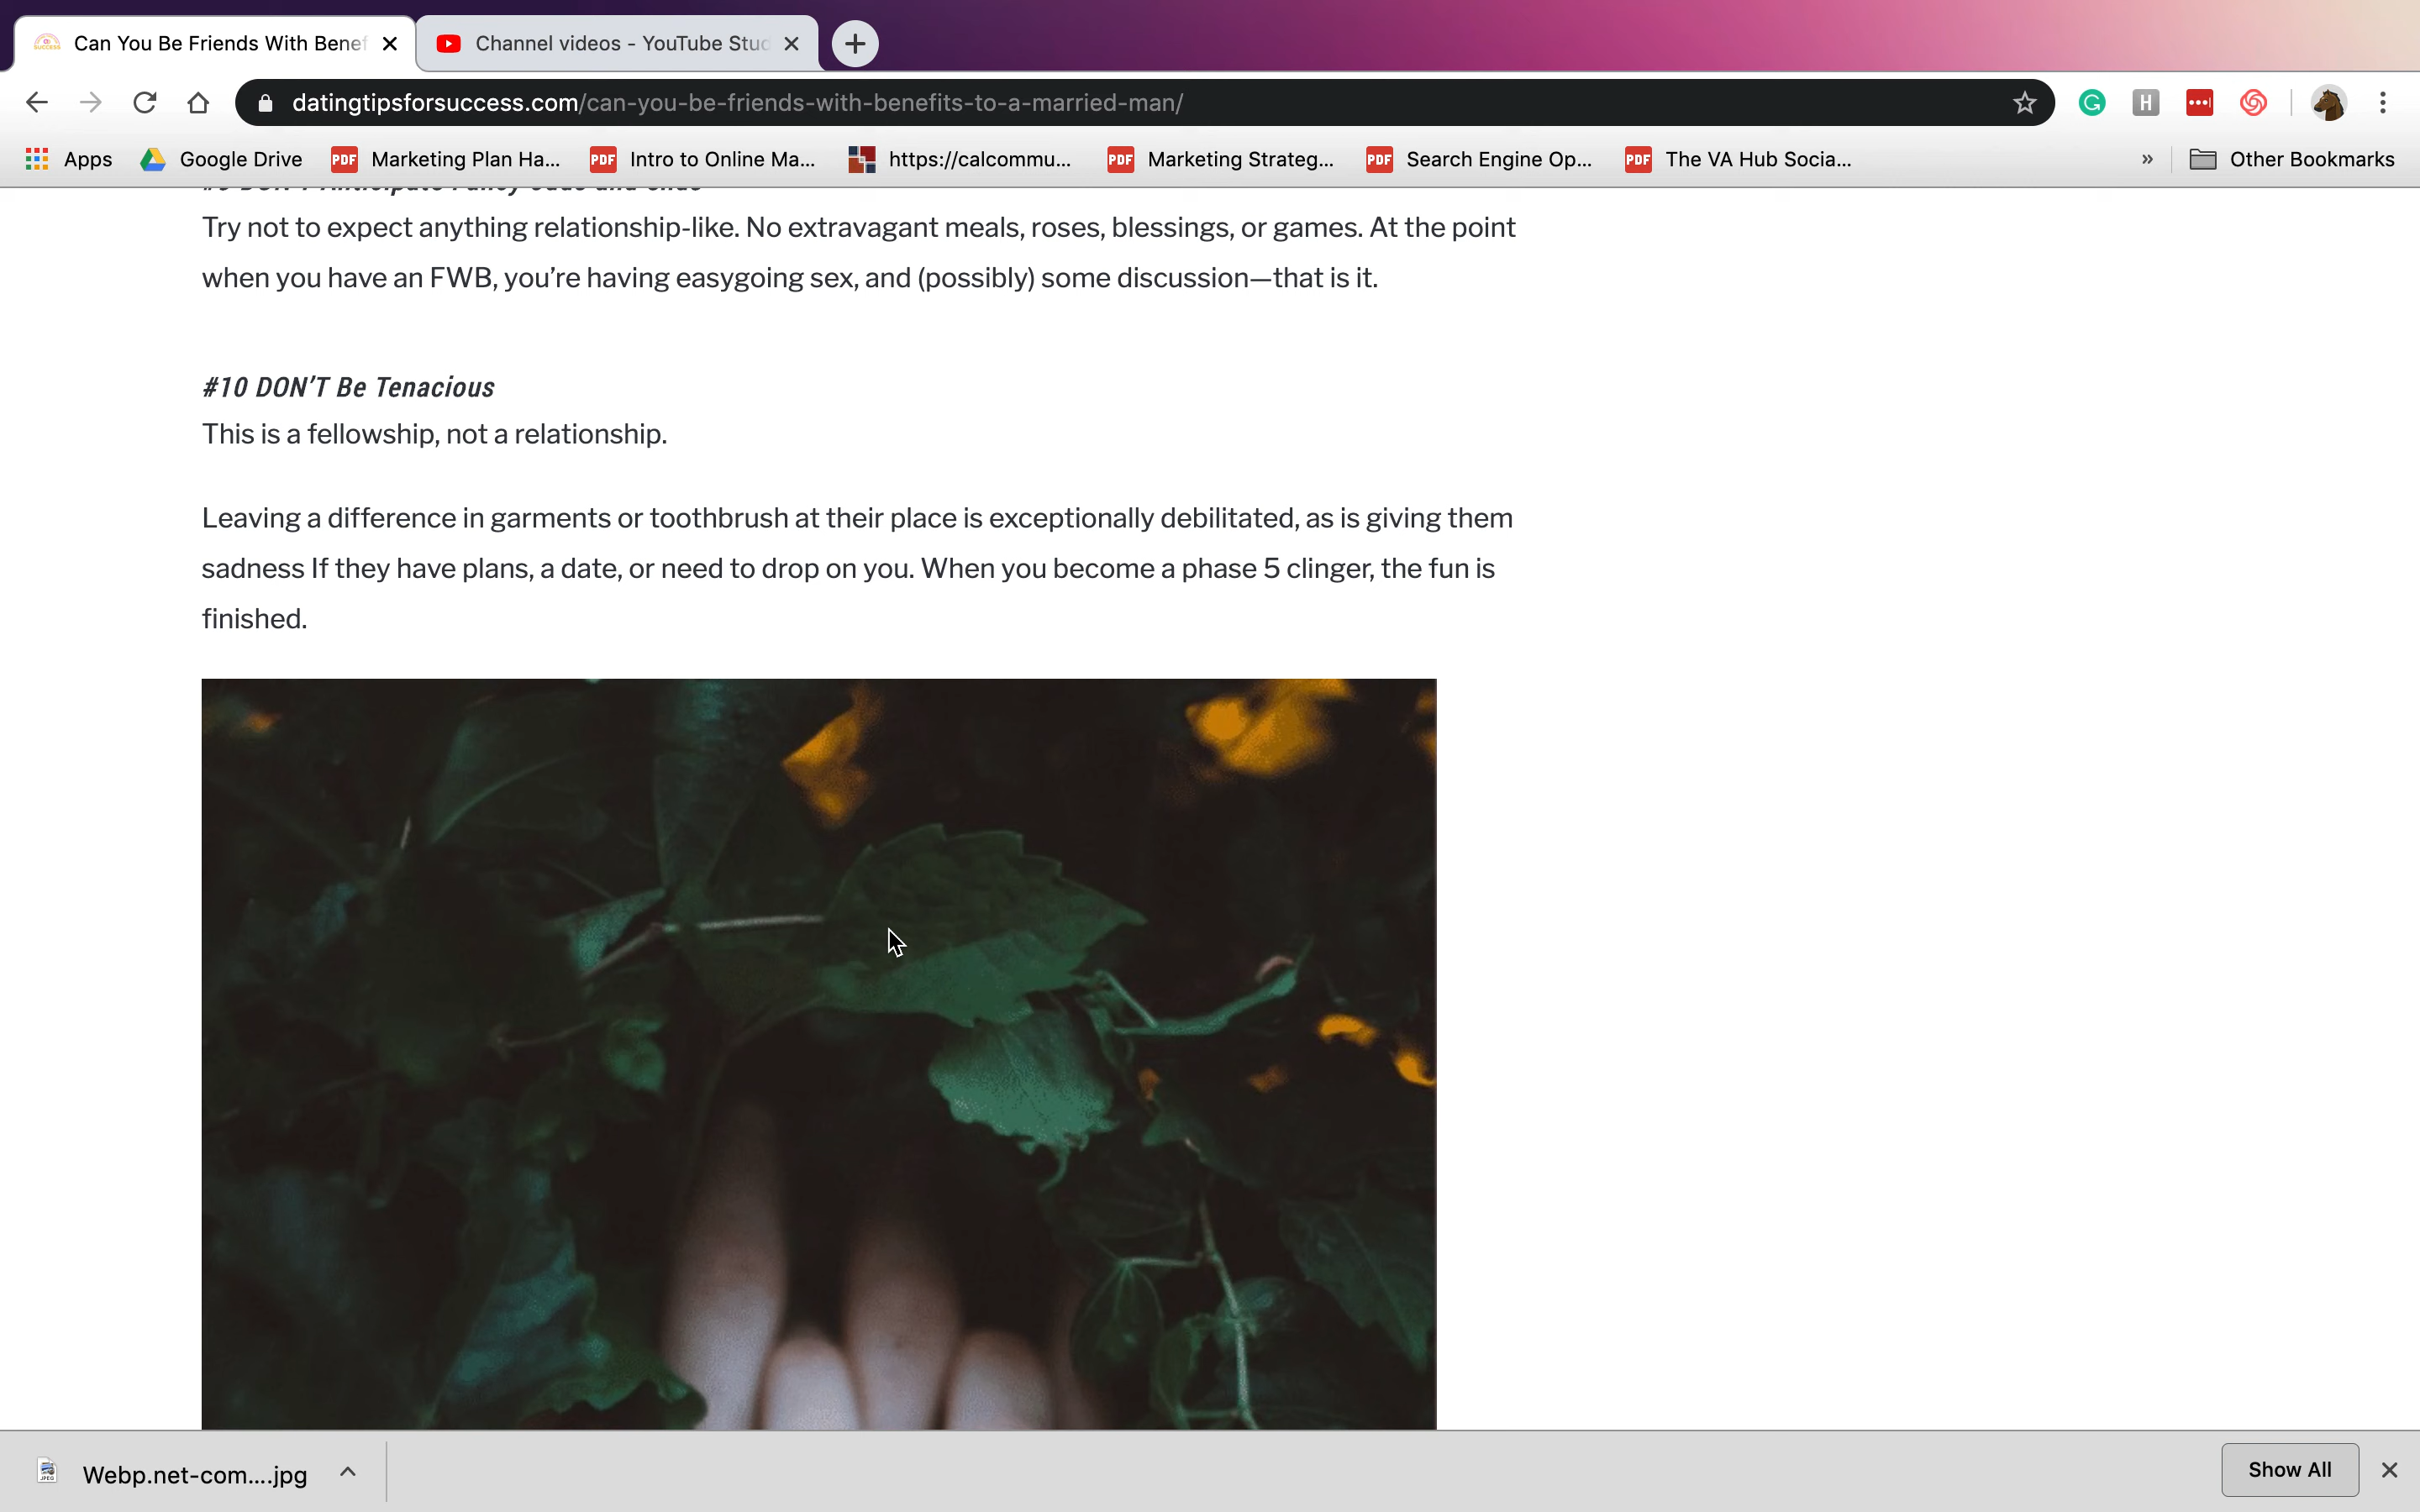 Can You Be Friends With Benef
Channel videos - YouTube Stud
datingtipsforsuccess.com/can-you-be-friends-with-benefits-to-a-married-man/
Apps
Google Drive
PDF Marketing Plan Ha...
PDF Intro to Online Ma...
https://calcommu...
PDF Marketing Strateg...
PDF Search Engine Op...
PDF The VA Hub Socia...
» Other Bookmarks
Try not to expect anything relationship-like. No extravagant meals, roses, blessings, or games. At the point
when you have an FWB, you’re having easygoing sex, and (possibly) some discussion—that is it.
#10 DON’T Be Tenacious
This is a fellowship, not a relationship.
Leaving a difference in garments or toothbrush at their place is exceptionally debilitated, as is giving them
sadness If they have plans, a date, or need to drop on you. When you become a phase 5 clinger, the fun is
finished.
Webp.net-com....jpg
Show All